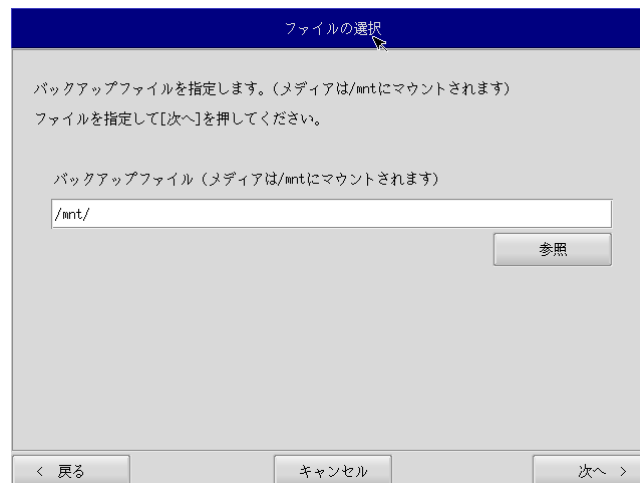 ファイルの選択
バックアップファイルを指定します。(メディアは/mntにマウントされます)
ファイルを指定して[次へ]を押してください。
バックアップファイル(メディアは/mntにマウントされます)
/mnt/
参照
< 戻る
キャンセル
次へ >